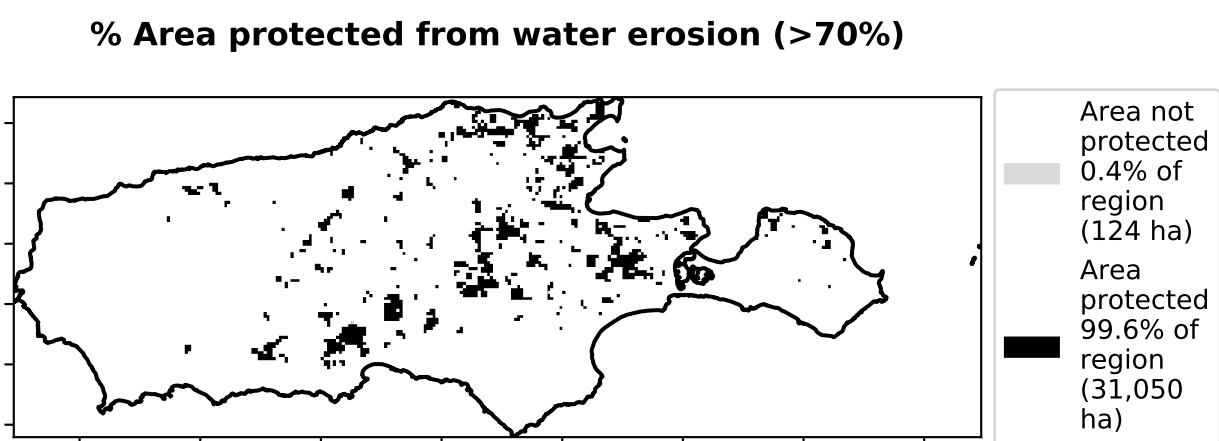 % Area protected from water erosion (>70%)
Area not
protected
0.4% of
region
(124 ha)
Area
protected
99.6% of
region
(31,050
ha)